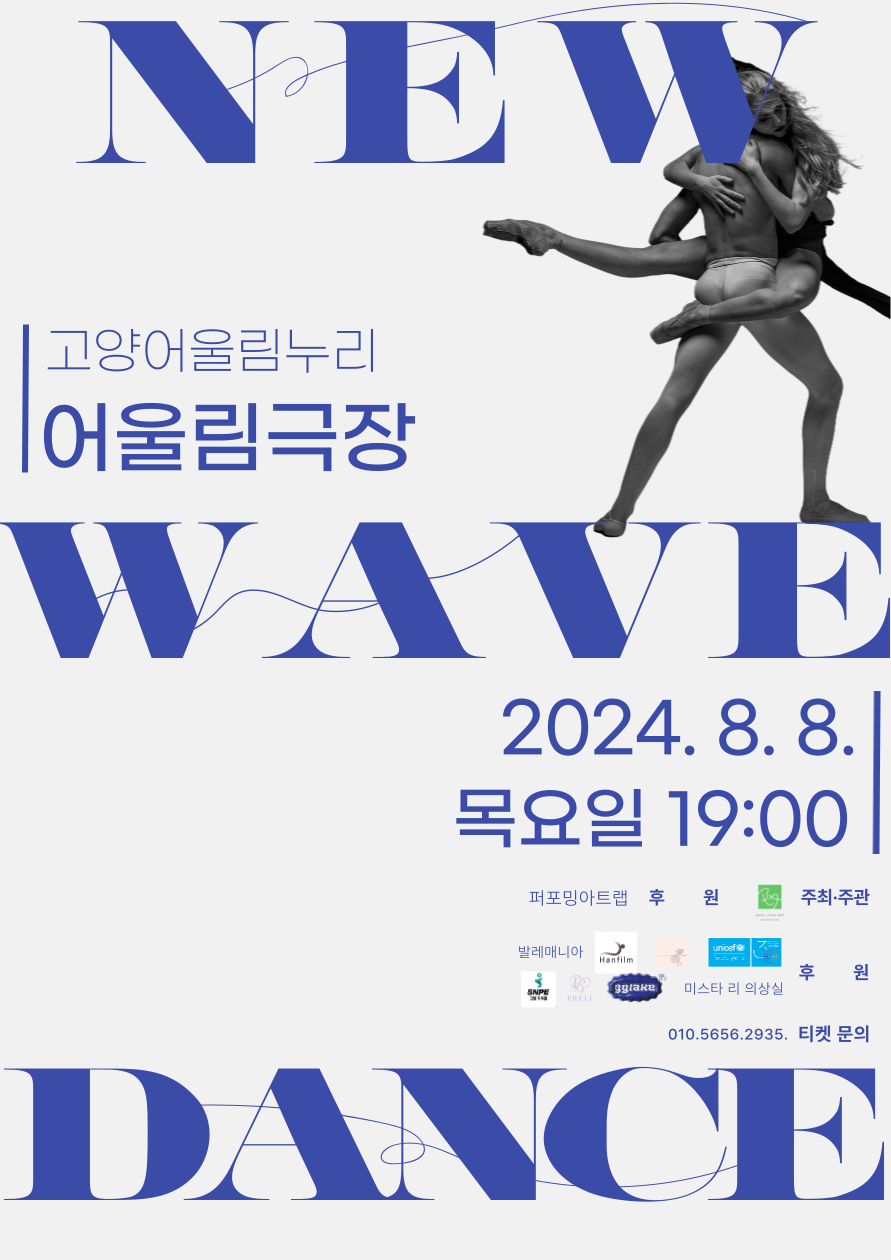 NEW
고양어울림누리
어울림극장
WAVE
2024. 8. 8.
목요일 19:00
퍼포밍아트랩 후 원 주최·주관
발레매니아 Hanfilm unicef 후 원
SNPE ERELL gglake 미스타 리 의상실
010.5656.2935. 티켓 문의
DANCE